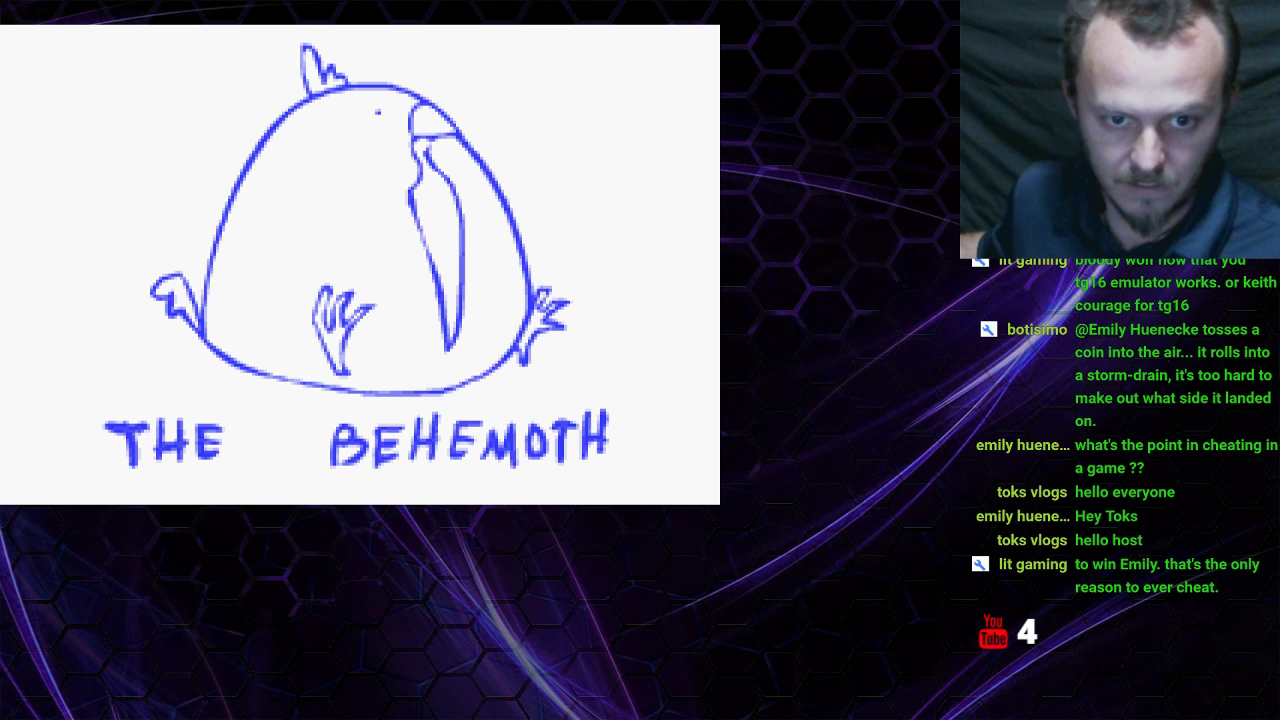 THE BEHEMOTH
lit gaming bloody won now that you
tg16 emulator works. or keith
courage for tg16
botisimo @Emily Huenecke tosses a
coin into the air... it rolls into
a storm-drain, it's too hard to
make out what side it landed
on.
emily huene... what's the point in cheating in
a game ??
toks vlogs hello everyone
emily huene... Hey Toks
toks vlogs hello host
lit gaming to win Emily. that's the only
reason to ever cheat.
You
Tube 4